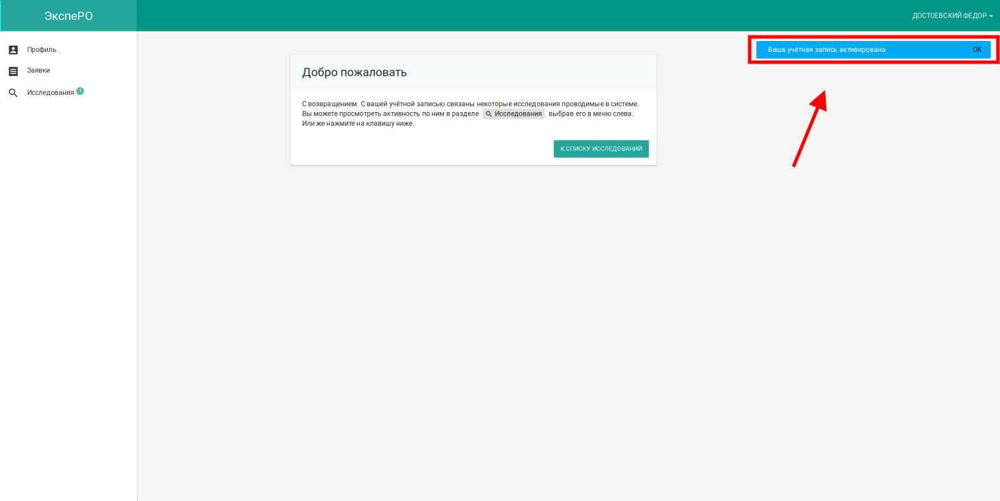 ЭкспеРО
ДОСТОЕВСКИЙ ФЁДОР
Профиль
Заявки
Исследования 1
Ваша учётная запись активирована OK
Добро пожаловать
С возвращением. С вашей учётной записью связаны некоторые исследования проводимые в системе.
Вы можете просмотреть активность по ним в разделе Исследования выбрав его в меню слева.
Или же нажмите на клавишу ниже.
К СПИСКУ ИССЛЕДОВАНИЙ